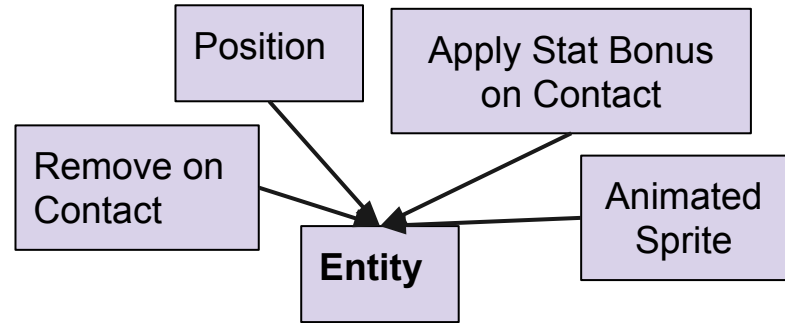 Position
Apply Stat Bonus
on Contact
Remove on
Contact
Animated
Sprite
Entity